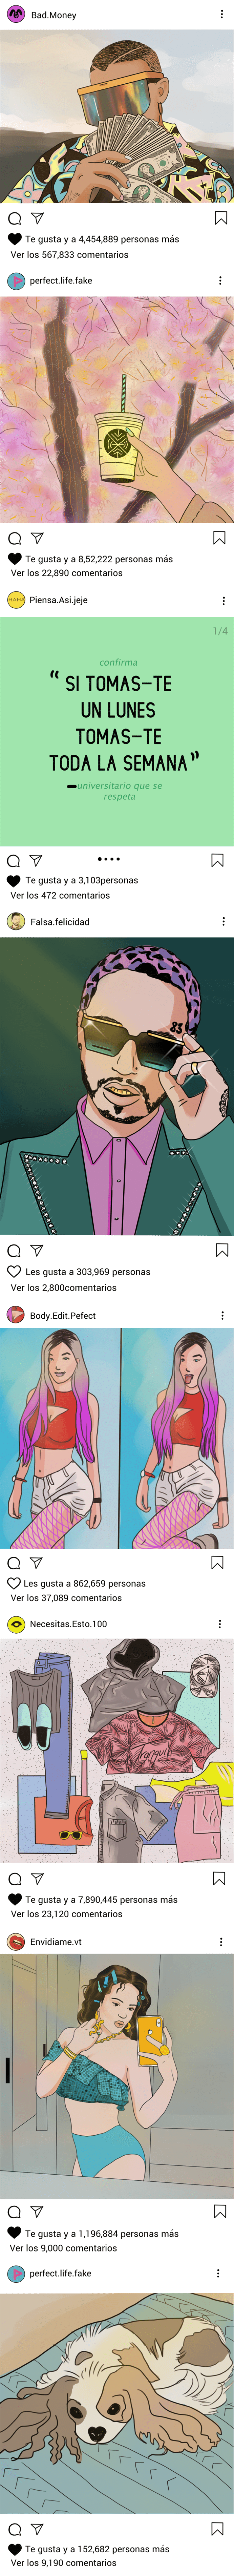 Bad.Money
Te gusta y a 4,454,889 personas más
Ver los 567,833 comentarios
perfect.life.fake
Te gusta y a 8,52,222 personas más
Ver los 22,890 comentarios
HAHA
Piensa.Asi.jeje
1/4
confirma
“ SI TOMAS-TE
UN LUNES
TOMAS-TE
TODA LA SEMANA”
universitario que se
respeta
Te gusta y a 3,103personas
Ver los 472 comentarios
Falsa.felicidad
Les gusta a 303,969 personas
Ver los 2,800comentarios
Body.Edit.Pefect
Les gusta a 862,659 personas
Ver los 37,089 comentarios
Necesitas.Esto.100
Tranquil
Te gusta y a 7,890,445 personas más
Ver los 23,120 comentarios
Envidiame.vt
Te gusta y a 1,196,884 personas más
Ver los 9,000 comentarios
perfect.life.fake
Te gusta y a 152,682 personas más
Ver los 9,190 comentarios